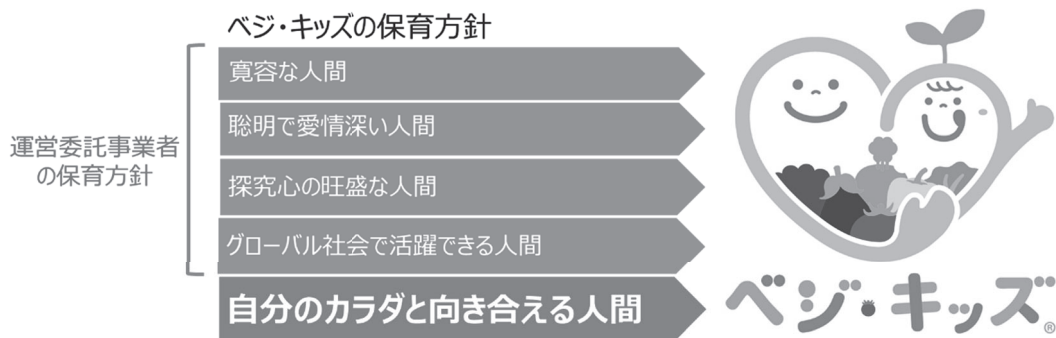 ベジ・キッズの保育方針
運営委託事業者
の保育方針
寛容な人間
聡明で愛情深い人間
探究心の旺盛な人間
グローバル社会で活躍できる人間
自分のカラダと向き合える人間
ベジ・キッズ®